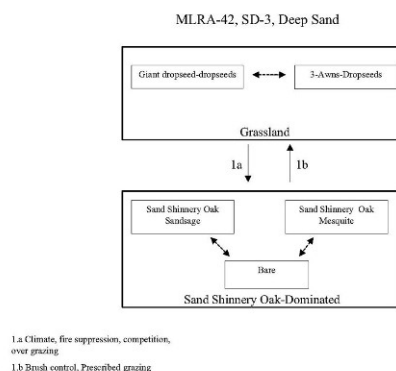 MLRA-42, SD-3, Deep Sand
Giant dropseed-dropseeds
3-Awns-Dropseeds
Grassland
1a
1b
Sand Shinnery Oak
Sandsage
Sand Shinnery Oak
Mesquite
Bare
Sand Shinnery Oak-Dominated
1.a Climate, fire suppression, competition,
over grazing
1.b Brush control, Prescribed grazing